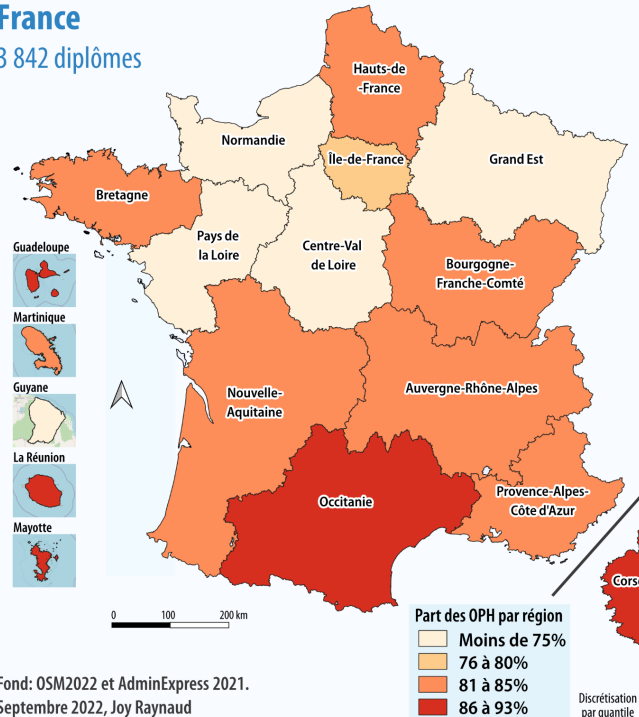 France
3 842 diplômes
Hauts-de
-France
Normandie
Île-de-France
Grand Est
Bretagne
Pays de
la Loire
Centre-Val
de Loire
Bourgogne-
Franche-Comté
Guadeloupe
Martinique
Guyane
La Réunion
Mayotte
Nouvelle-
Aquitaine
Auvergne-Rhône-Alpes
Occitanie
Provence-Alpes-
Côte d'Azur
Cors
0 100 200 km
Part des OPH par région
Moins de 75%
76 à 80%
81 à 85%
86 à 93%
Fond: OSM2022 et AdminExpress 2021.
Septembre 2022, Joy Raynaud
Discrétisation
par quantile